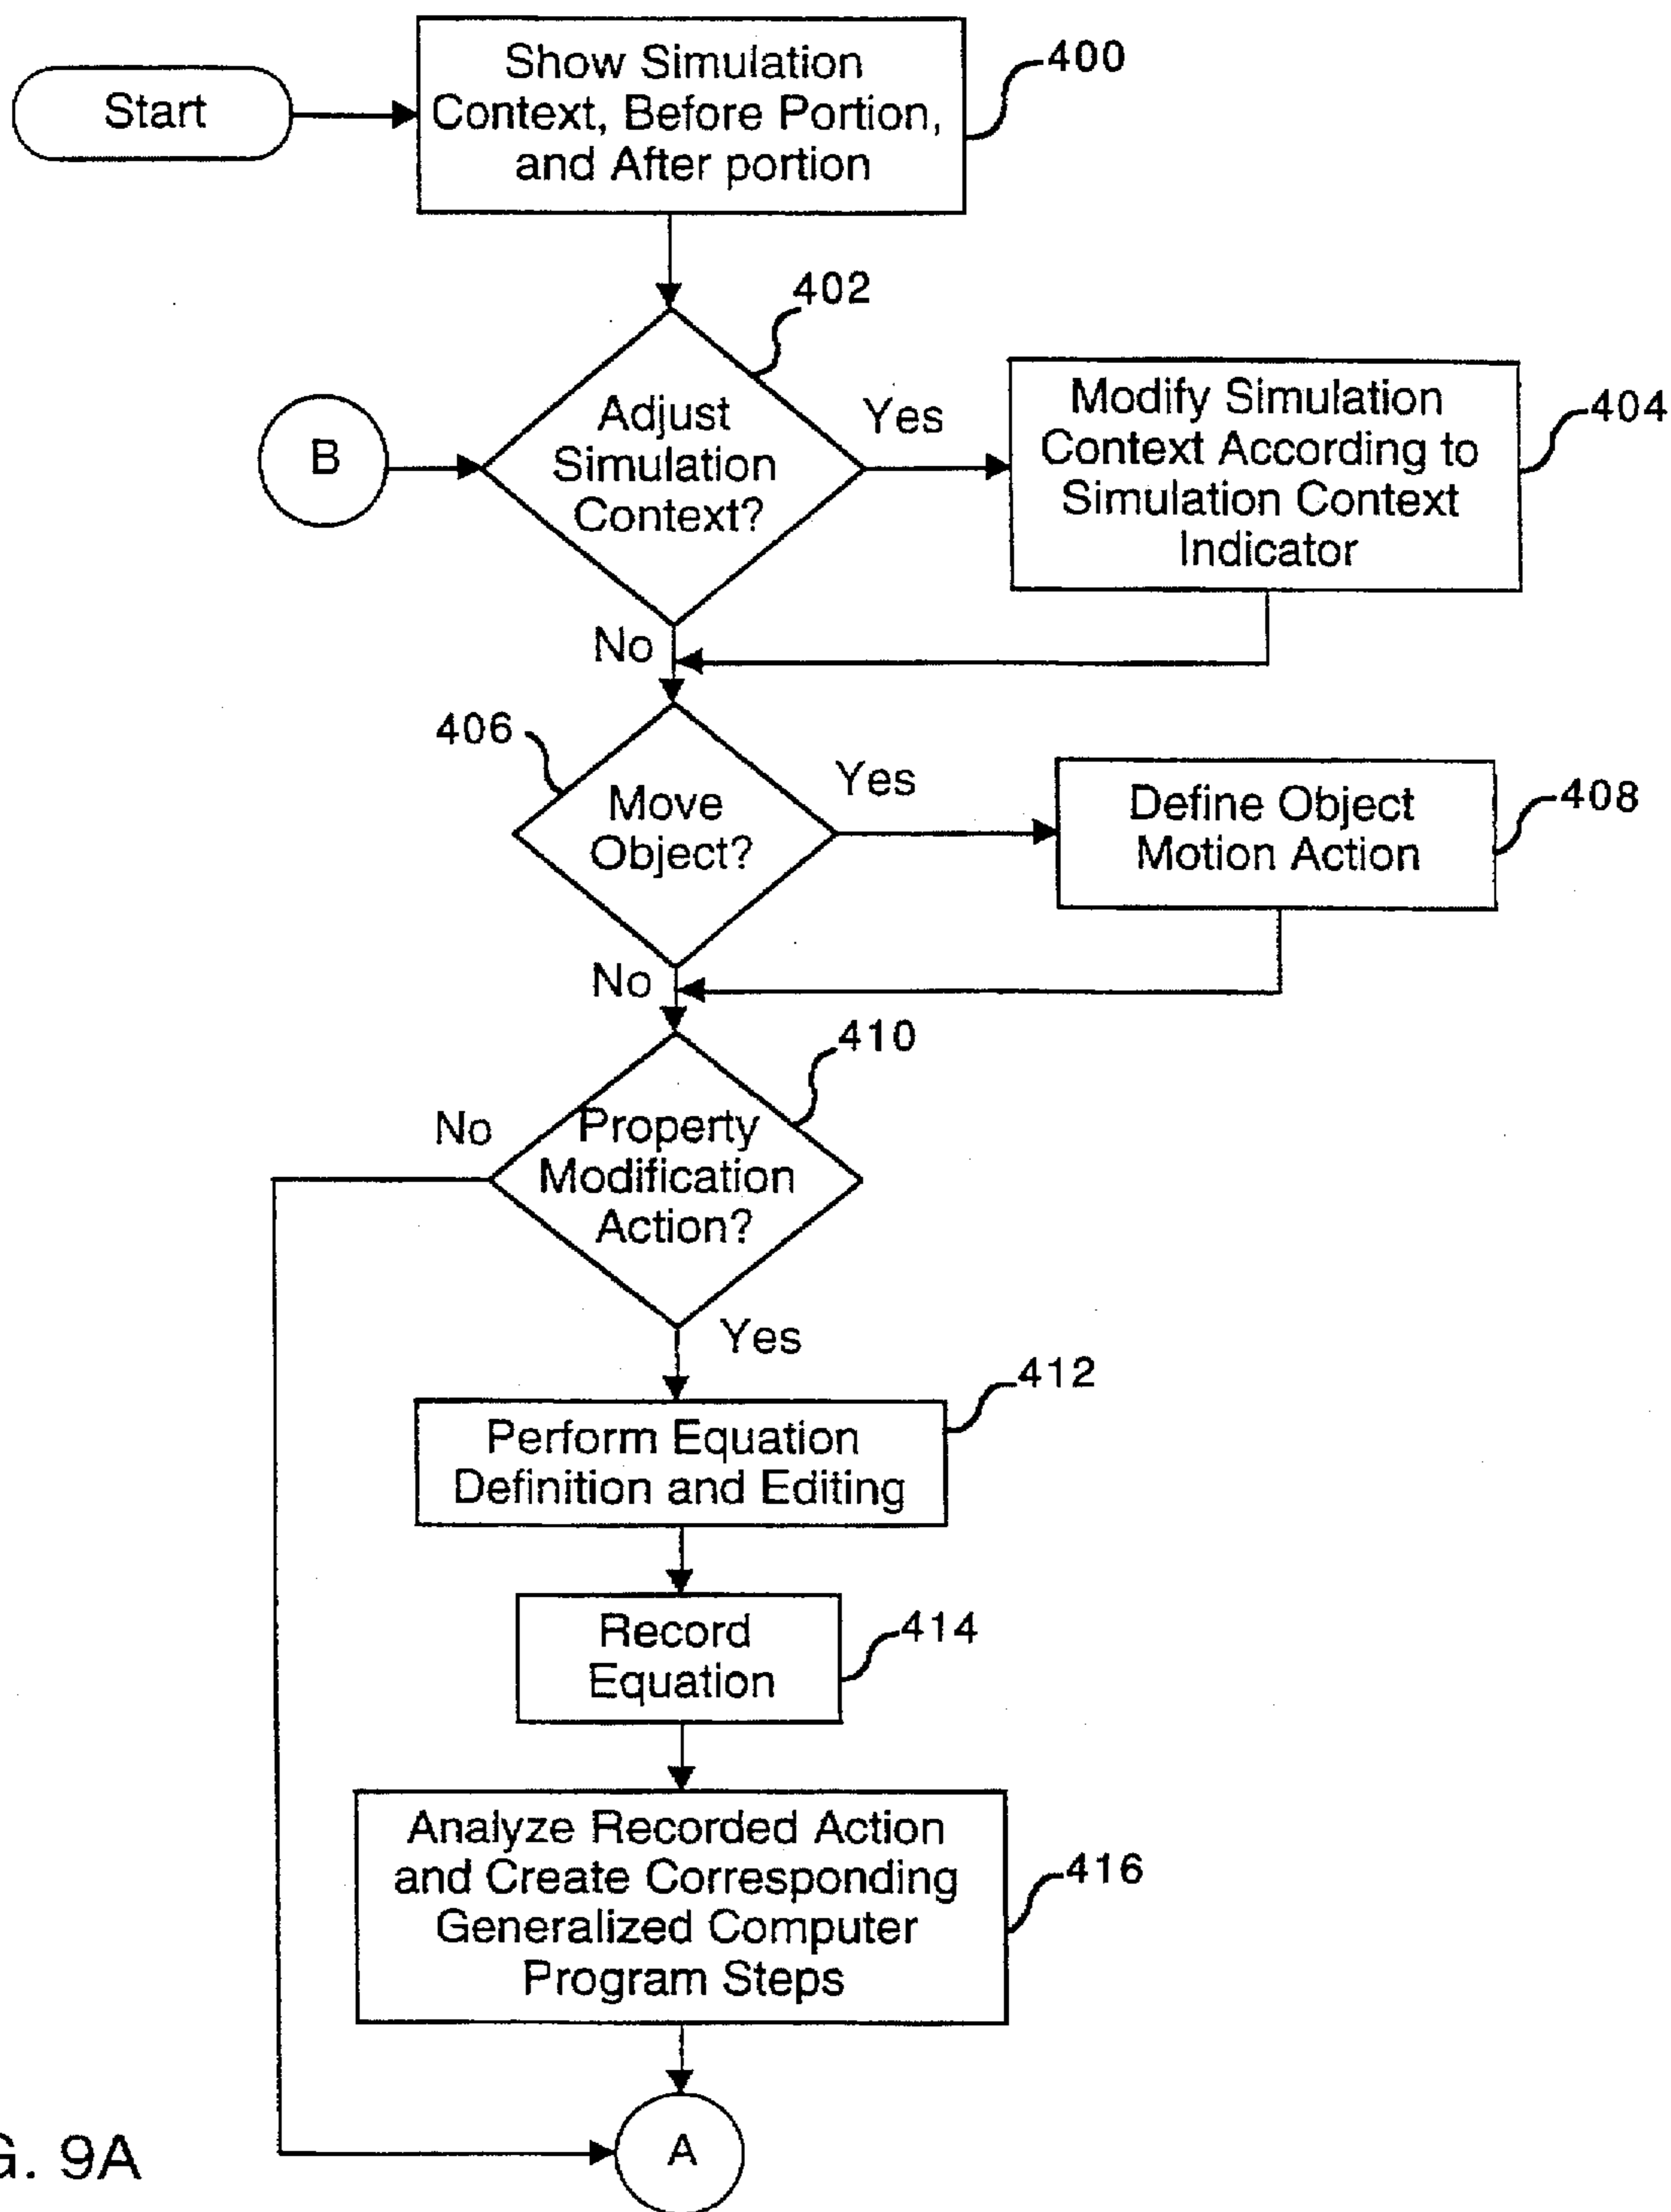 Start
Show Simulation
Context, Before Portion,
and After portion
400
402
Adjust
Simulation
Context?
B
Yes
Modify Simulation
Context According to
Simulation Context
Indicator
404
No
406
Move
Object?
Yes
Define Object
Motion Action
408
No
410
No
Property
Modification
Action?
Yes
412
Perform Equation
Definition and Editing
Record
Equation
414
Analyze Recorded Action
and Create Corresponding
Generalized Computer
Program Steps
416
A
G. 9A